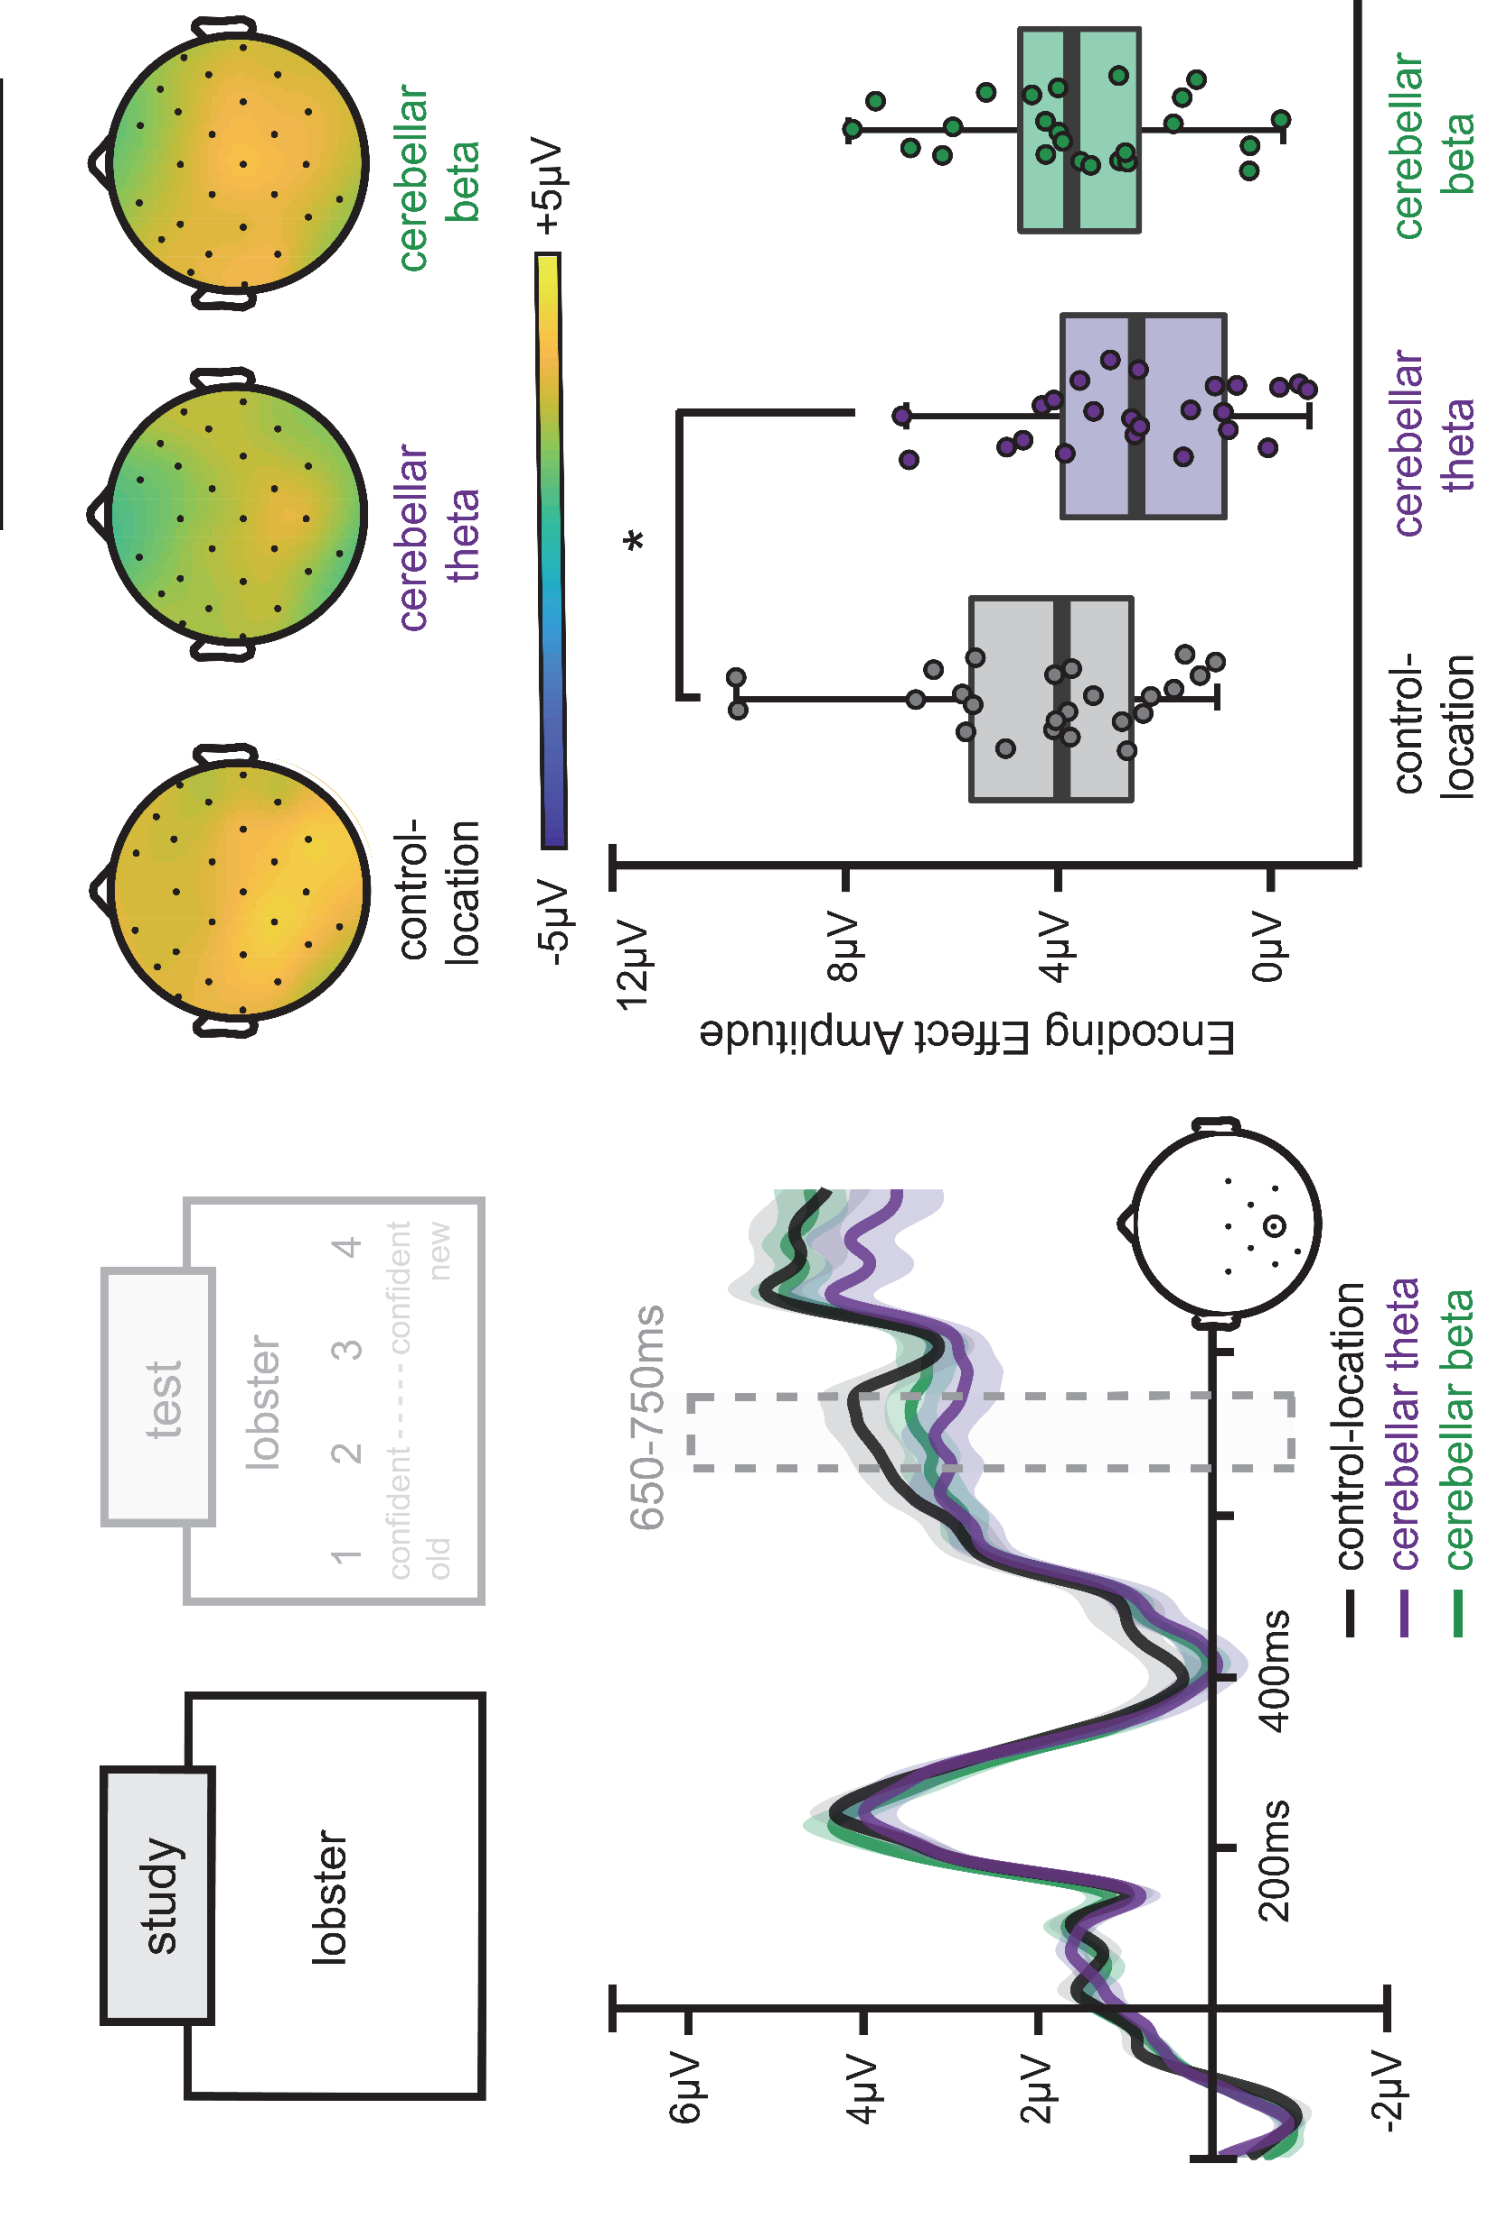 study
lobster
test
lobster
1 2 3 4
confident ----- confident
old new
control-
location
cerebellar
theta
cerebellar
beta
-5µV +5µV
6µV
4µV
2µV
-2µV
200ms
400ms
650-750ms
control-location
cerebellar theta
cerebellar beta
Encoding Effect Amplitude
12µV
8µV
4µV
0µV
*
control-
location
cerebellar
theta
cerebellar
beta